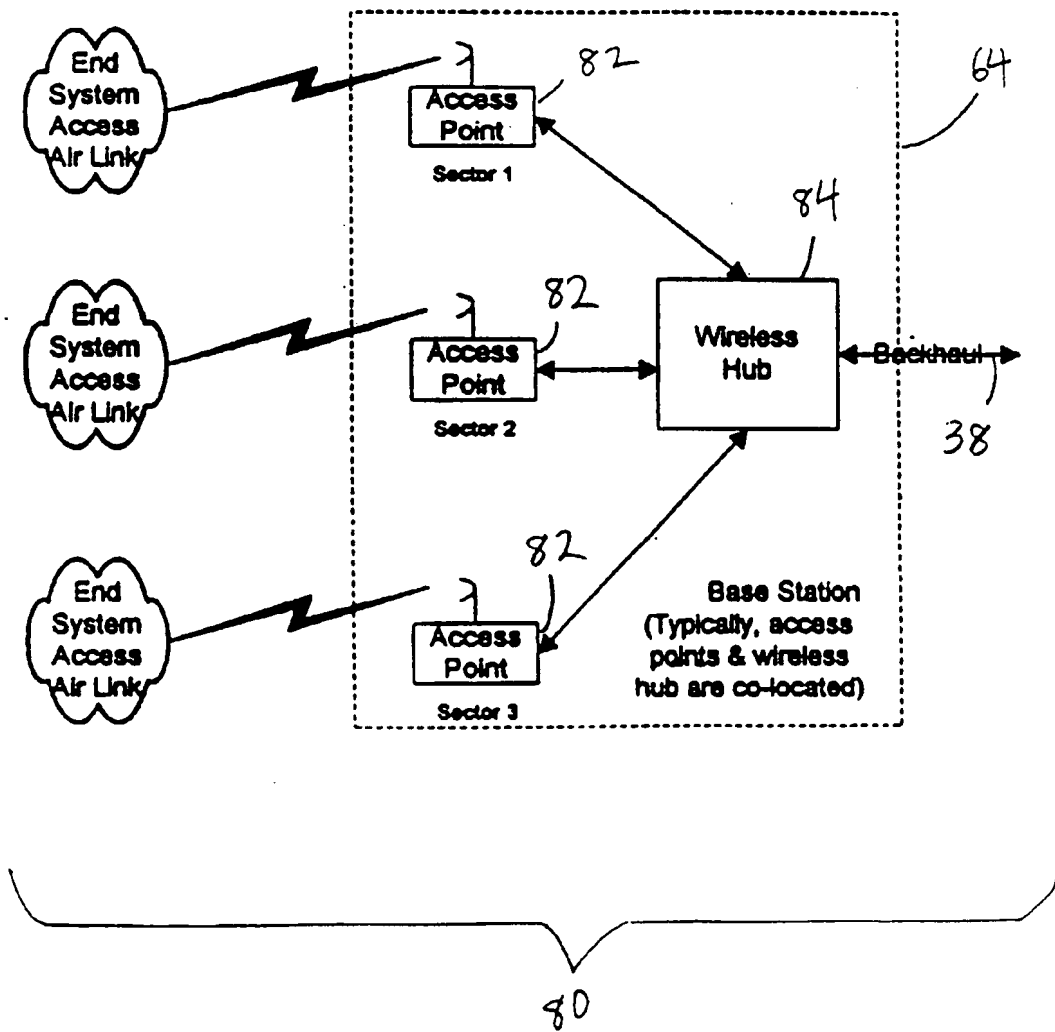 End
System
Access
Air Link
Access
Point
82
Sector 1
64
84
End
System
Access
Air Link
Access
Point
82
Sector 2
Wireless
Hub
Backhaul
38
End
System
Access
Air Link
Access
Point
82
Sector 3
Base Station
(Typically, access
points & wireless
hub are co-located)
80